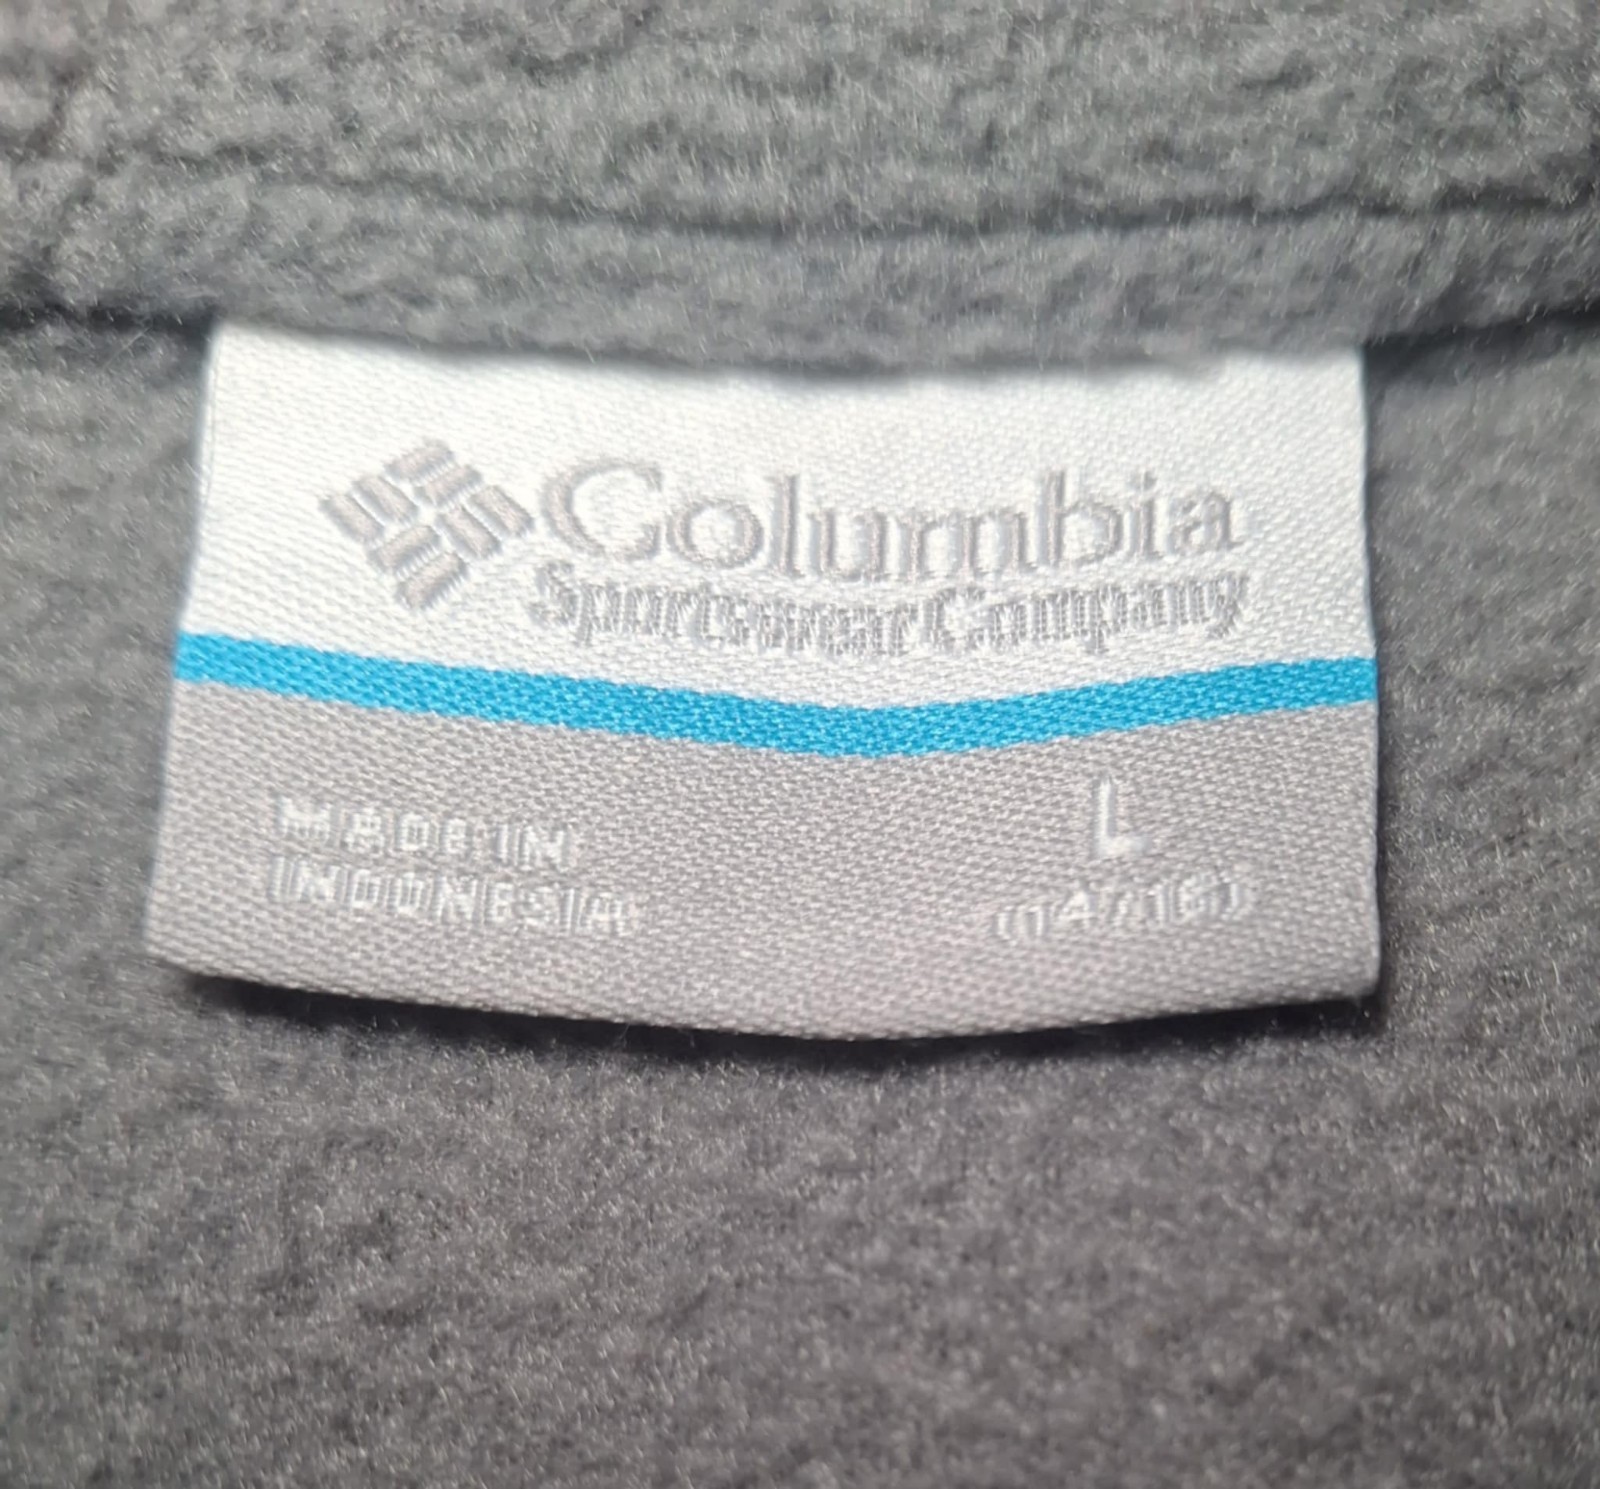 Columbia
Sportswear Company
MADE IN
INDONESIA
L
(14/16)